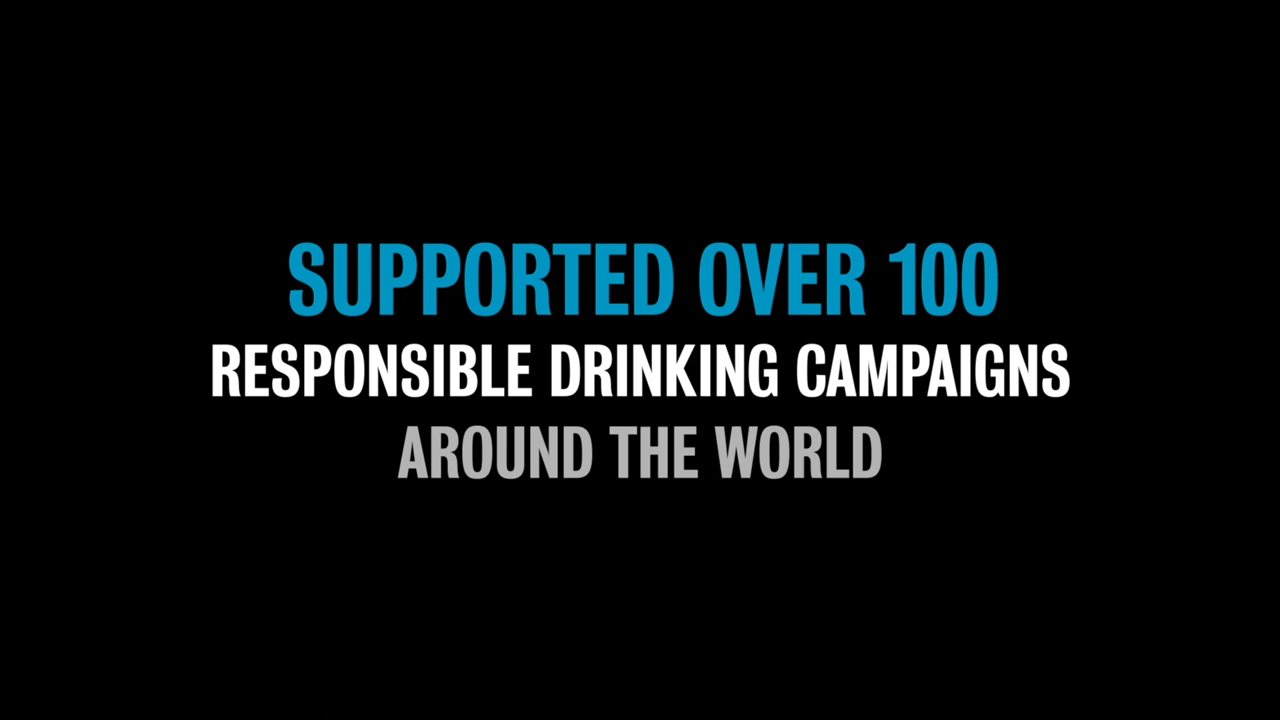 SUPPORTED OVER 100
RESPONSIBLE DRINKING CAMPAIGNS
AROUND THE WORLD